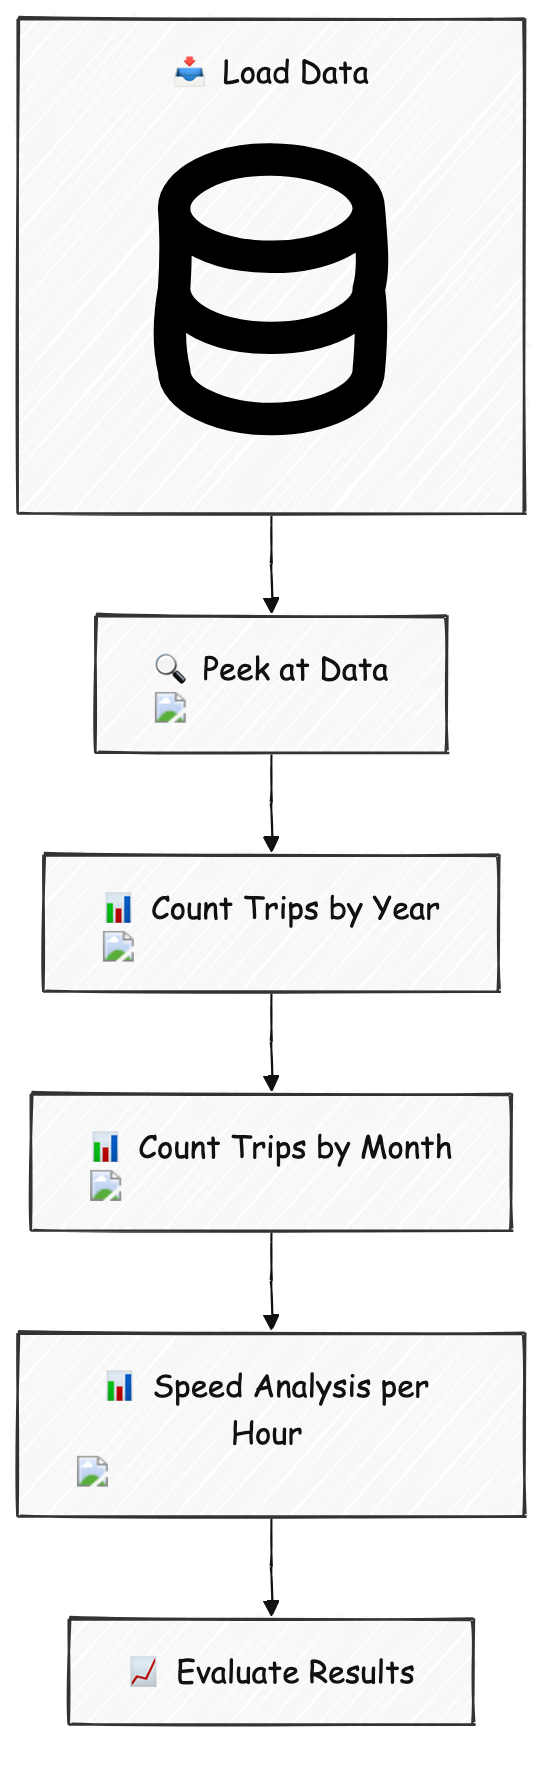 Load Data
Peek at Data
Count Trips by Year
Count Trips by Month
Speed Analysis per
Hour
Evaluate Results